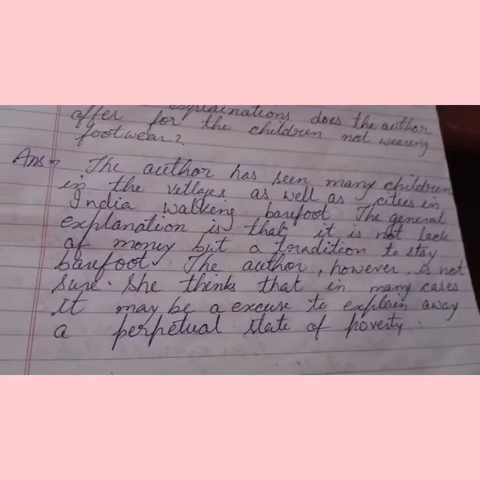 explainations does the author
offer for the children not wearing
footwear?
Ans→ The author has seen many children
in the vellages as well as cities in
India walking barefoot. The general
explanation is that it is not lack
of money but a tradition to stay
barefoot. The author, however, is not
sure. She thinks that in many cases
it may be a excuse to explain away
a perpetual state of poverty.